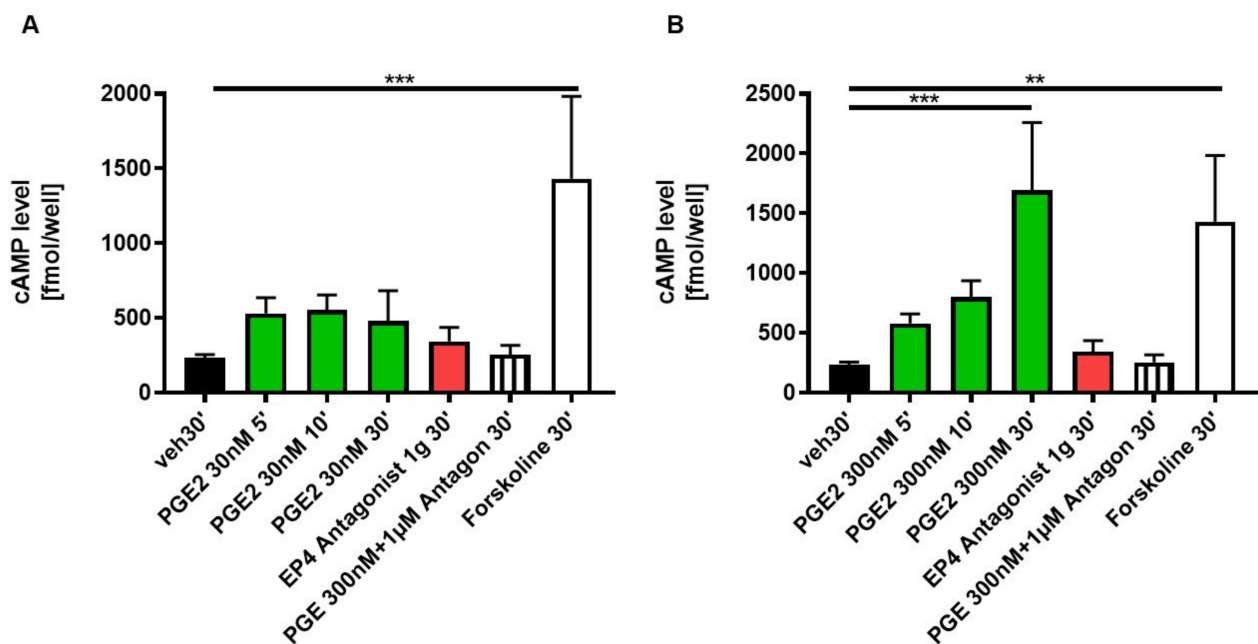 A
cAMP level
[fmol/well]
2000
1500
1000
500
0
***
veh30'
PGE2 30nM 5'
PGE2 30nM 10'
PGE2 30nM 30'
EP4 Antagonist 1g 30'
PGE 300nM+1µM Antagon 30'
Forskoline 30'
B
cAMP level
[fmol/well]
2500
2000
1500
1000
500
0
**
***
veh30'
PGE2 300nM 5'
PGE2 300nM 10'
PGE2 300nM 30'
EP4 Antagonist 1g 30'
PGE 300nM+1µM Antagon 30'
Forskoline 30'